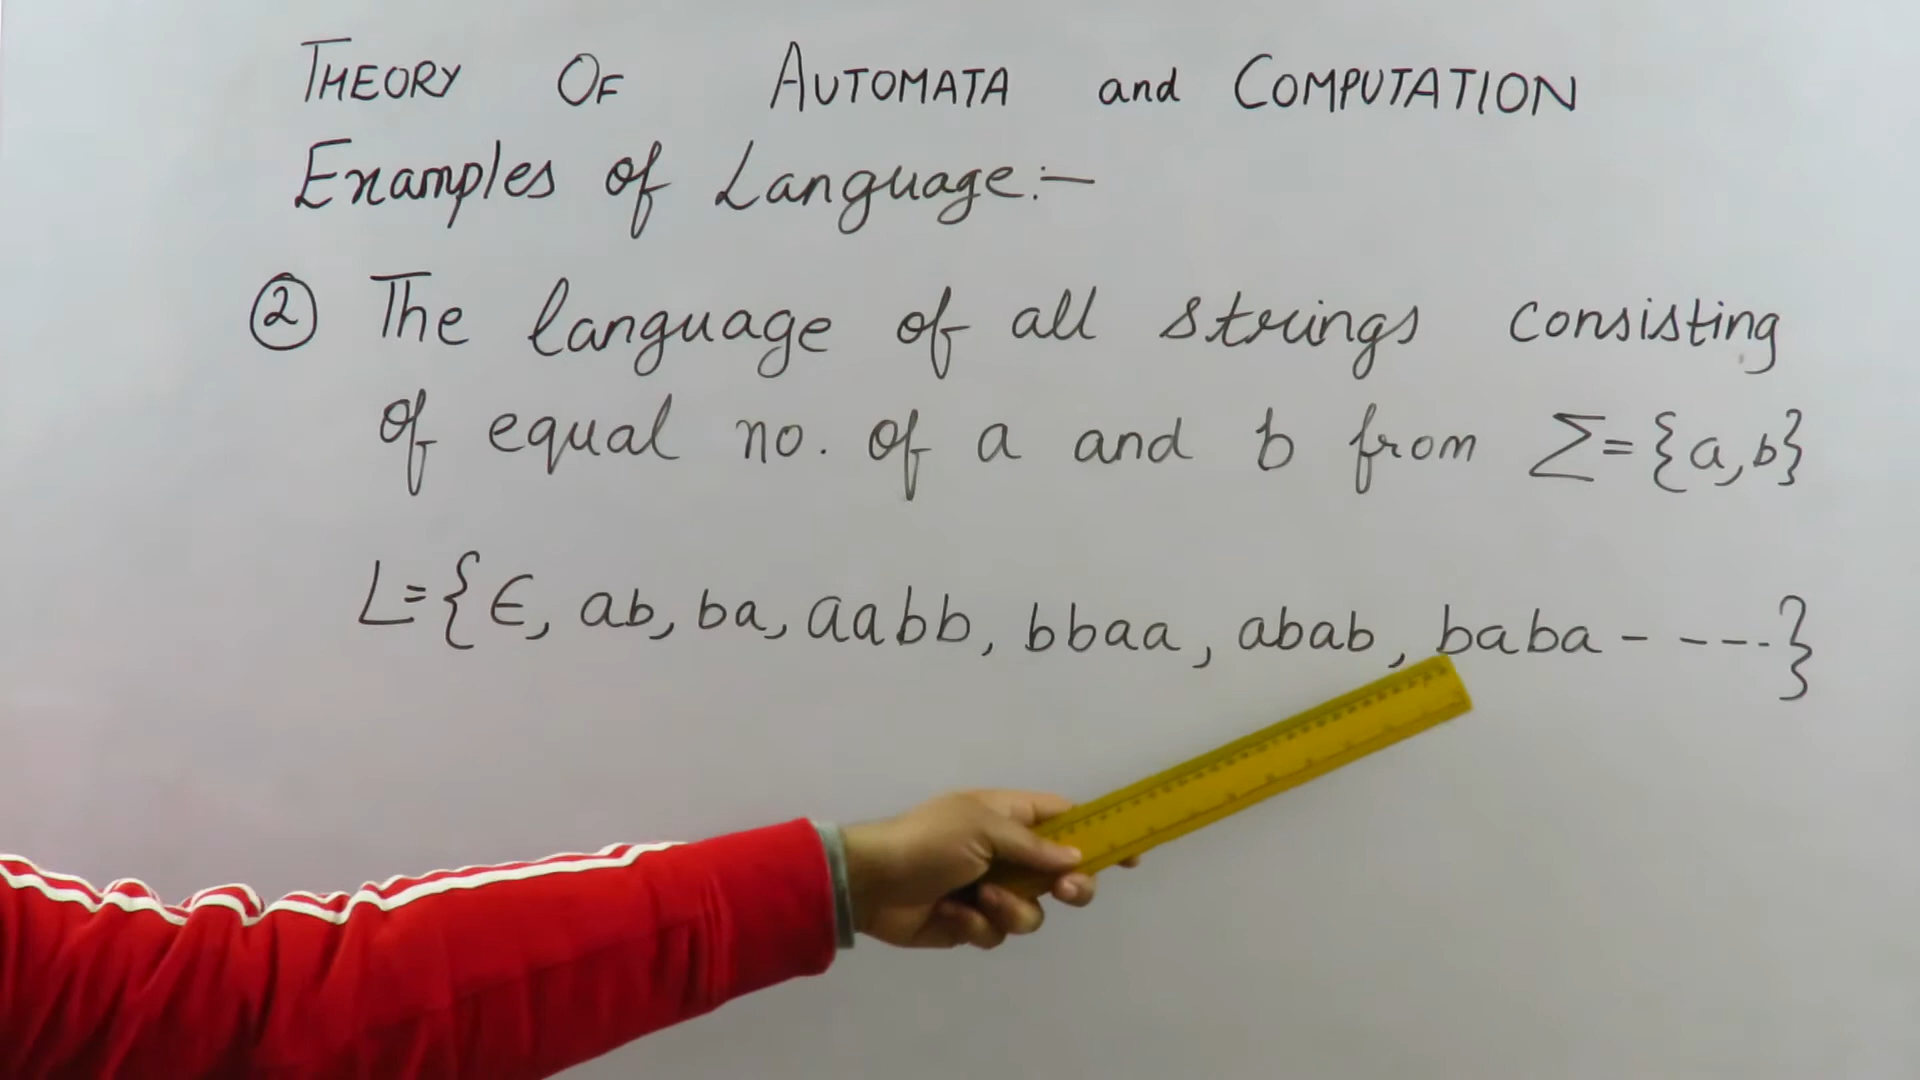 THEORY OF AUTOMATA and COMPUTATION
Examples of Language:-
② The language of all strings consisting
of equal no. of a and b from Σ={a,b}
L={ϵ, ab, ba, aabb, bbaa, abab, baba - ----}